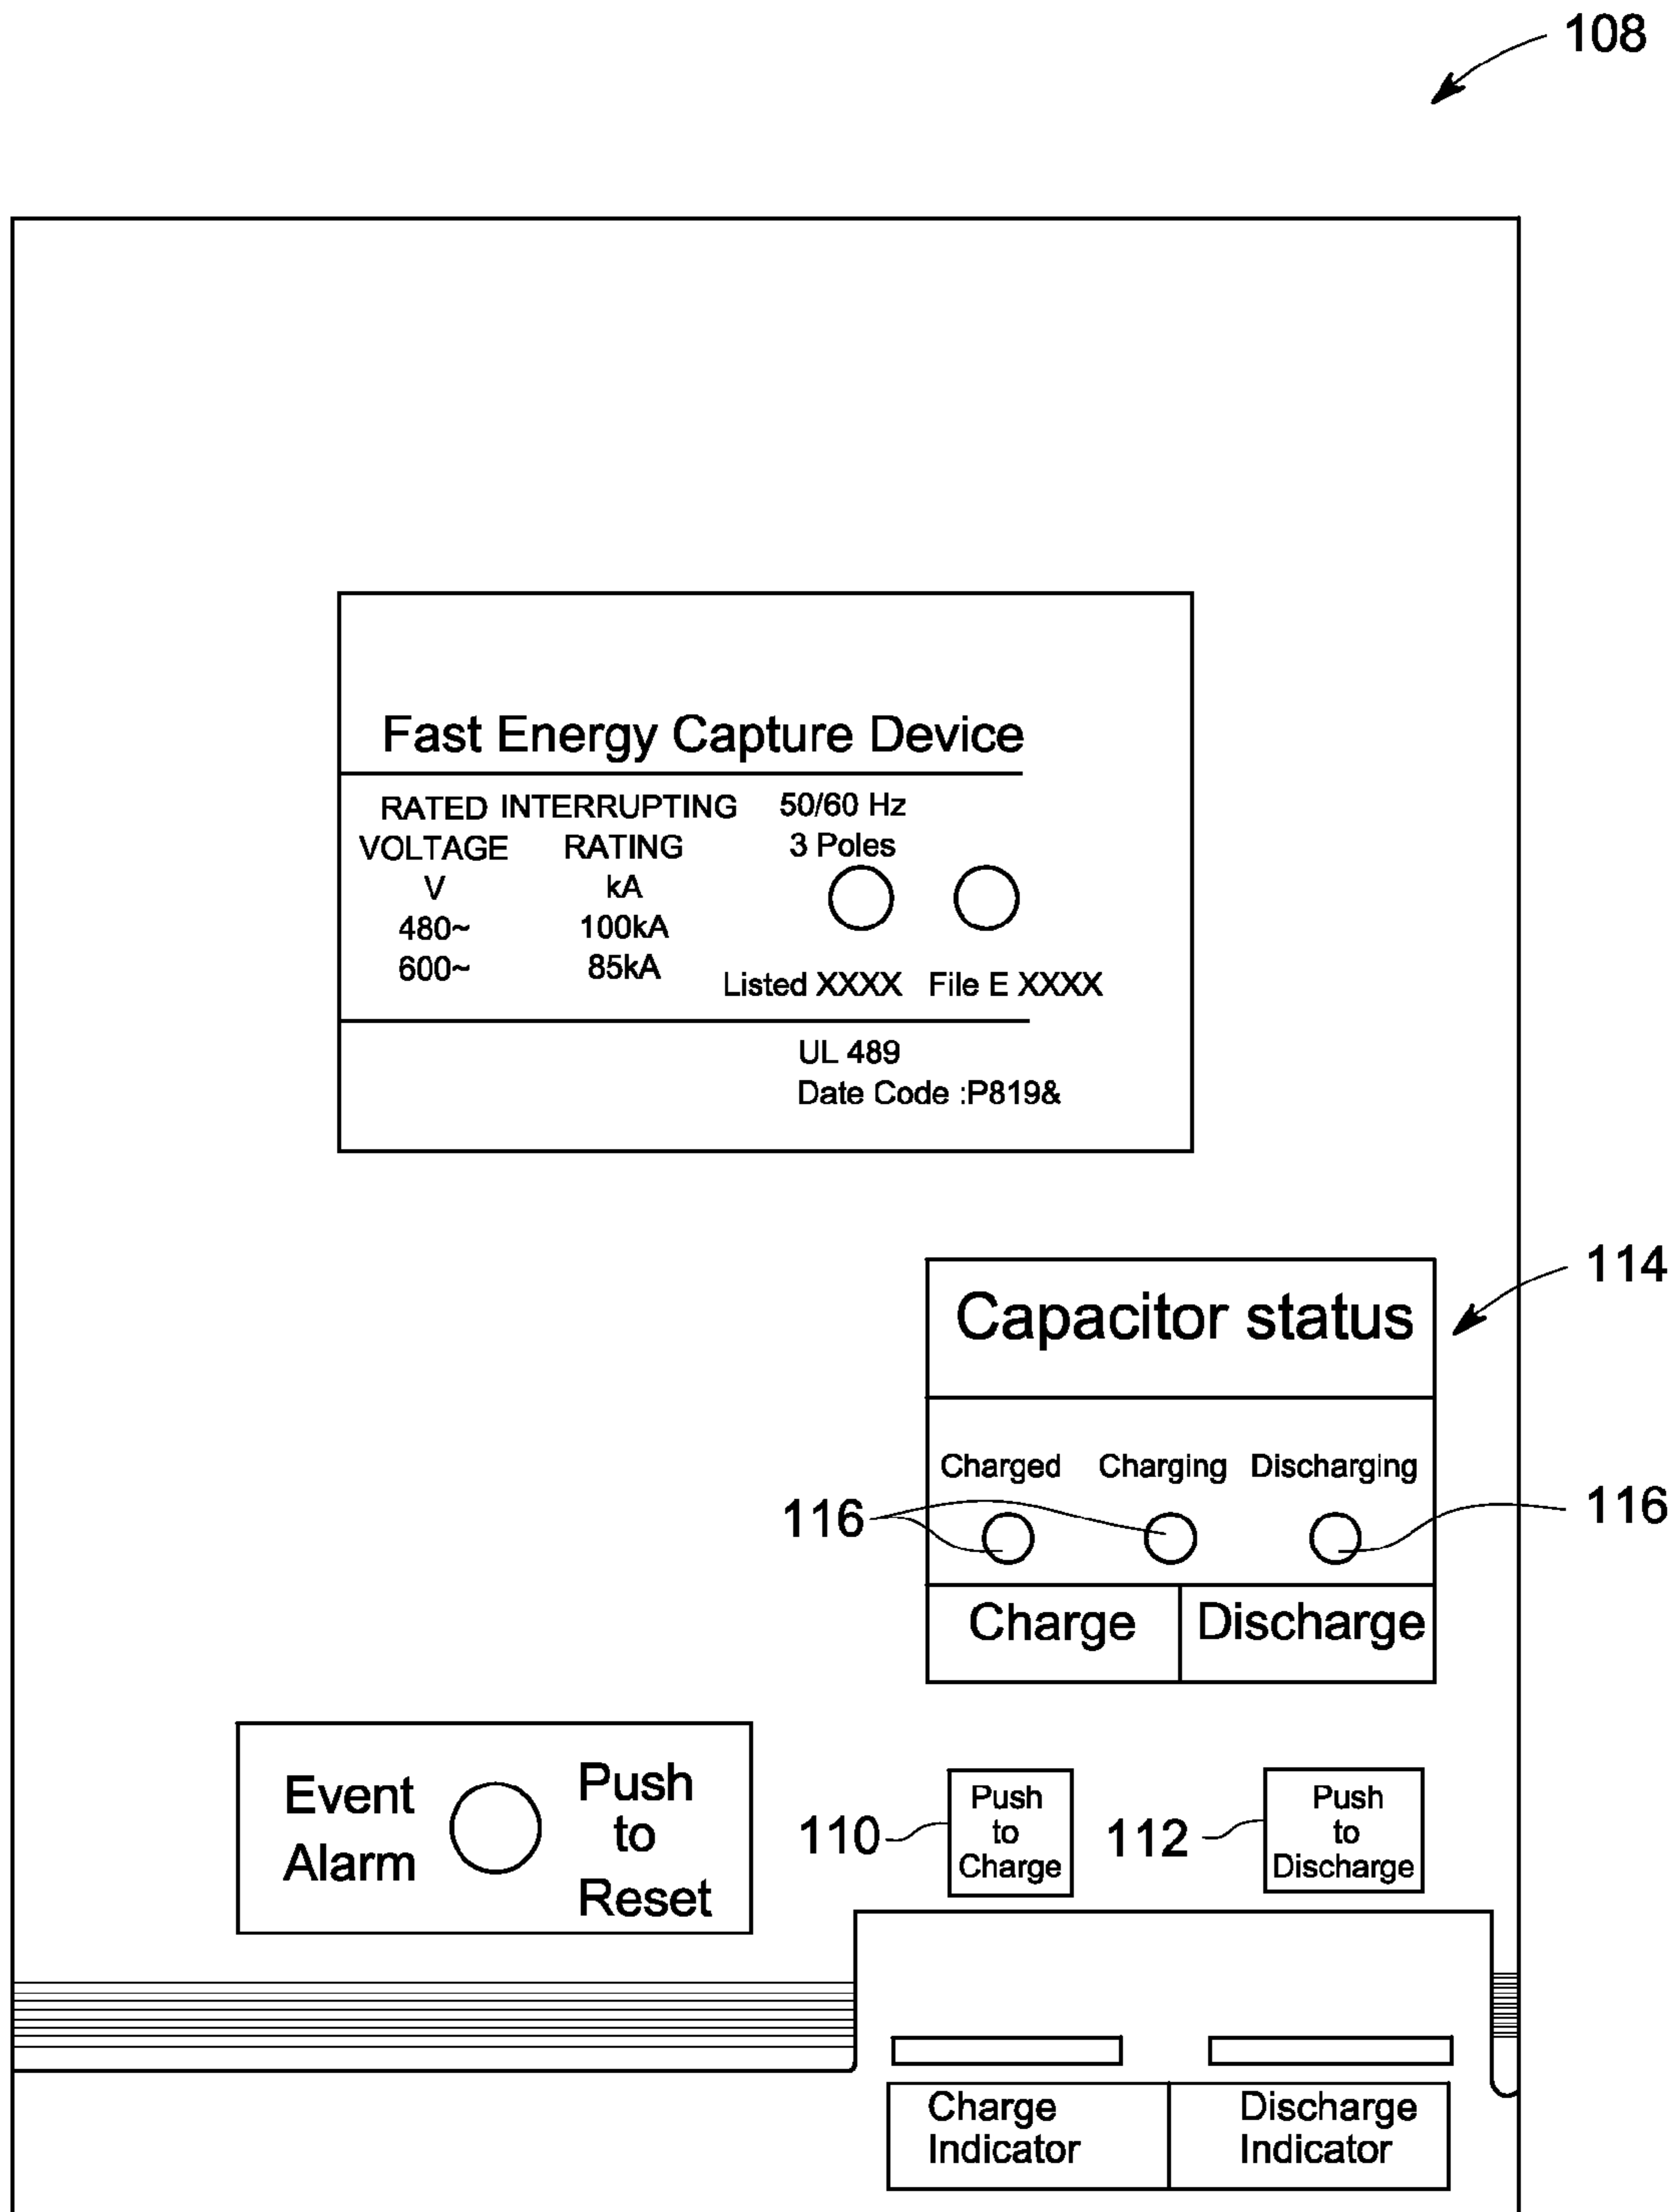 108
Fast Energy Capture Device
RATED INTERRUPTING 50/60 Hz
VOLTAGE RATING 3 Poles
V kA
480~ 100kA
600~ 85kA
Listed XXXX File E XXXX
UL 489
Date Code :P819&
114
Capacitor status
Charged Charging Discharging
116 116
Charge Discharge
Event
Alarm
Push
to
Reset
110
Push
to
Charge
112
Push
to
Discharge
Charge
Indicator
Discharge
Indicator